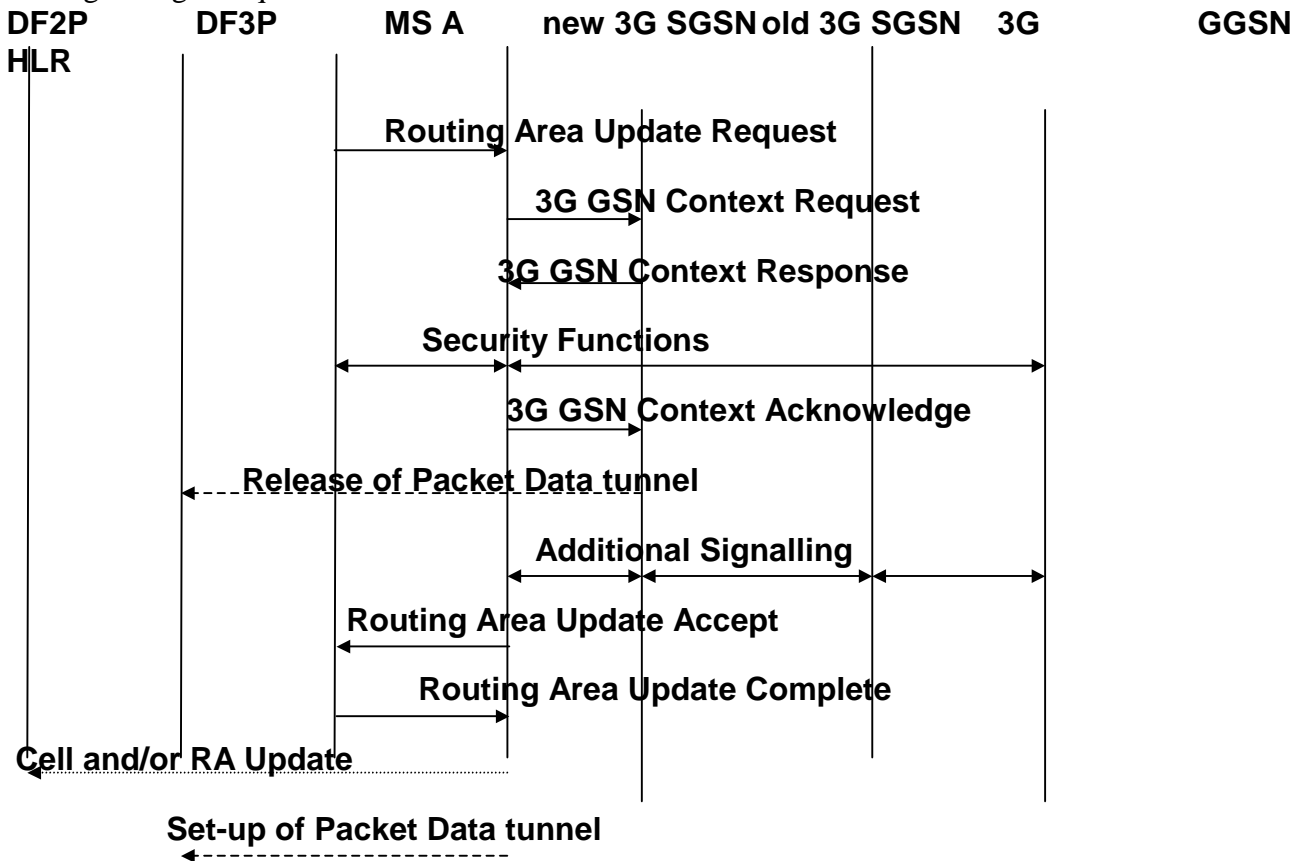 DF2P DF3P MS A new 3G SGSN old 3G SGSN 3G GGSN
HLR
Routing Area Update Request
3G GSN Context Request
3G GSN Context Response
Security Functions
3G GSN Context Acknowledge
Release of Packet Data tunnel
Additional Signalling
Routing Area Update Accept
Routing Area Update Complete
Cell and/or RA Update
Set-up of Packet Data tunnel